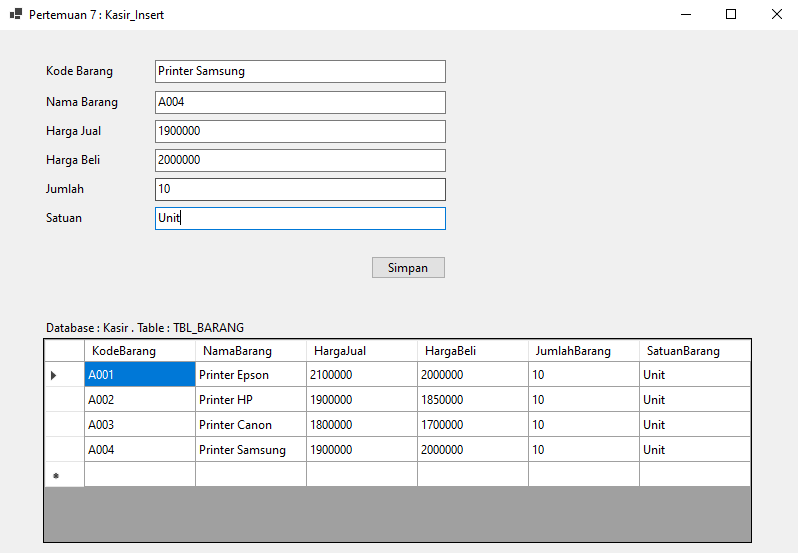 Pertemuan 7 : Kasir_Insert
Kode Barang Printer Samsung
Nama Barang A004
Harga Jual 1900000
Harga Beli 2000000
Jumlah 10
Satuan Unit
Simpan
Database : Kasir . Table : TBL_BARANG
KodeBarang NamaBarang HargaJual HargaBeli JumlahBarang SatuanBarang
A001 Printer Epson 2100000 2000000 10 Unit
A002 Printer HP 1900000 1850000 10 Unit
A003 Printer Canon 1800000 1700000 10 Unit
A004 Printer Samsung 1900000 2000000 10 Unit